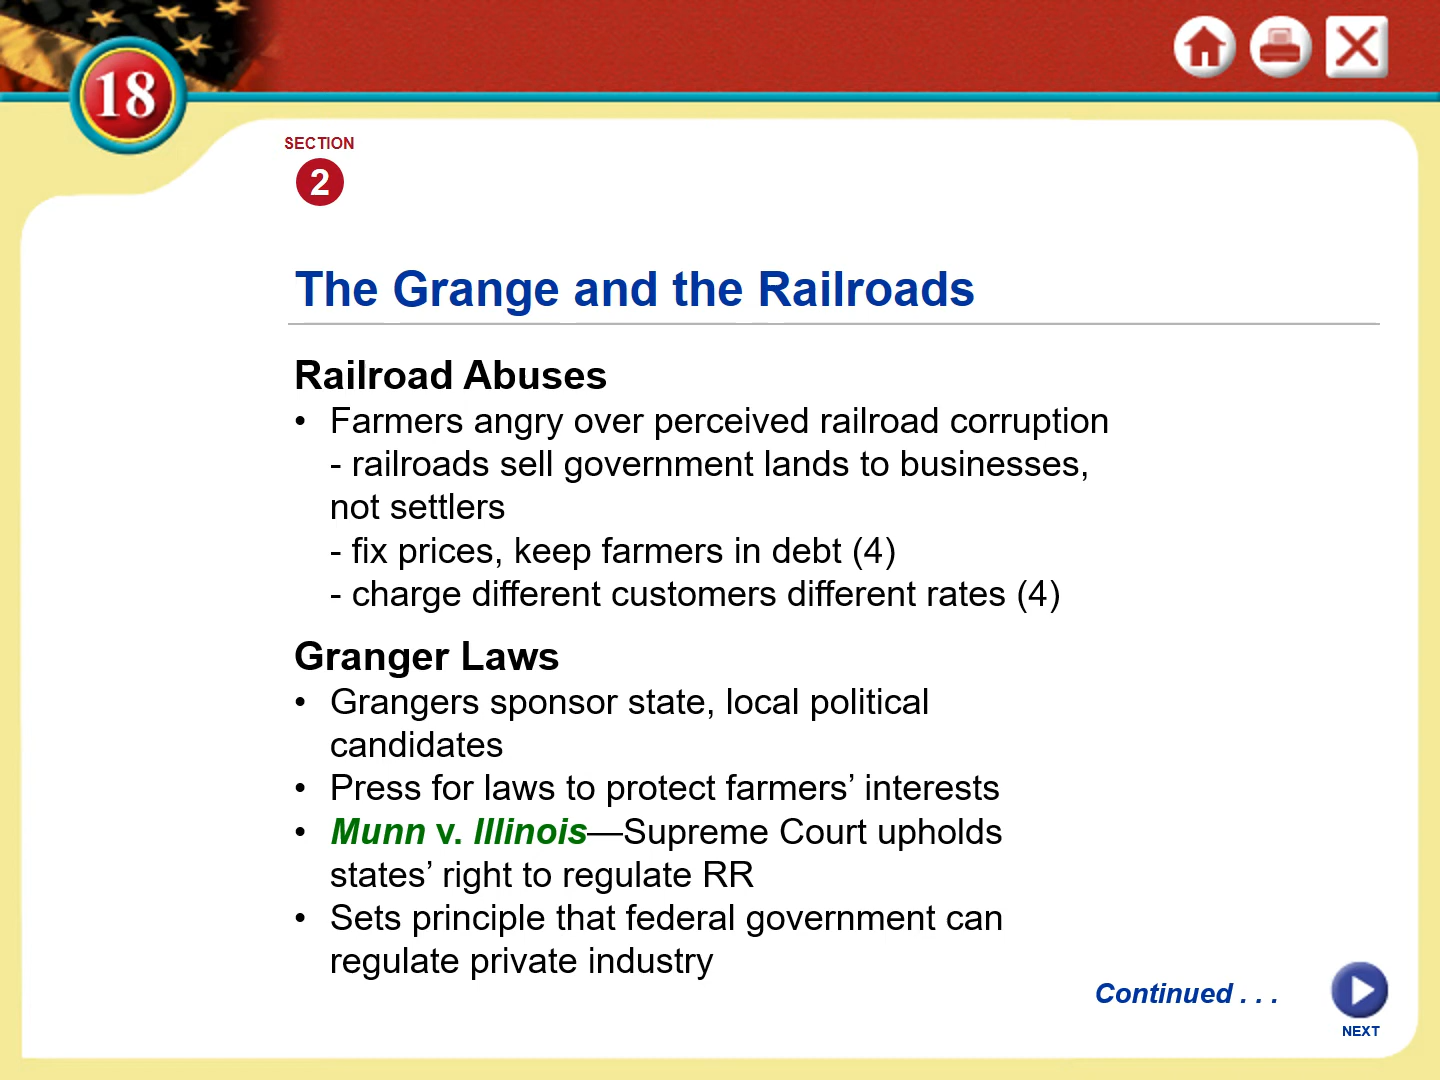 18
SECTION
2
The Grange and the Railroads
Railroad Abuses
• Farmers angry over perceived railroad corruption
- railroads sell government lands to businesses,
not settlers
- fix prices, keep farmers in debt (4)
- charge different customers different rates (4)
Granger Laws
• Grangers sponsor state, local political
candidates
• Press for laws to protect farmers’ interests
• Munn v. Illinois—Supreme Court upholds
states’ right to regulate RR
• Sets principle that federal government can
regulate private industry
Continued . . .
NEXT